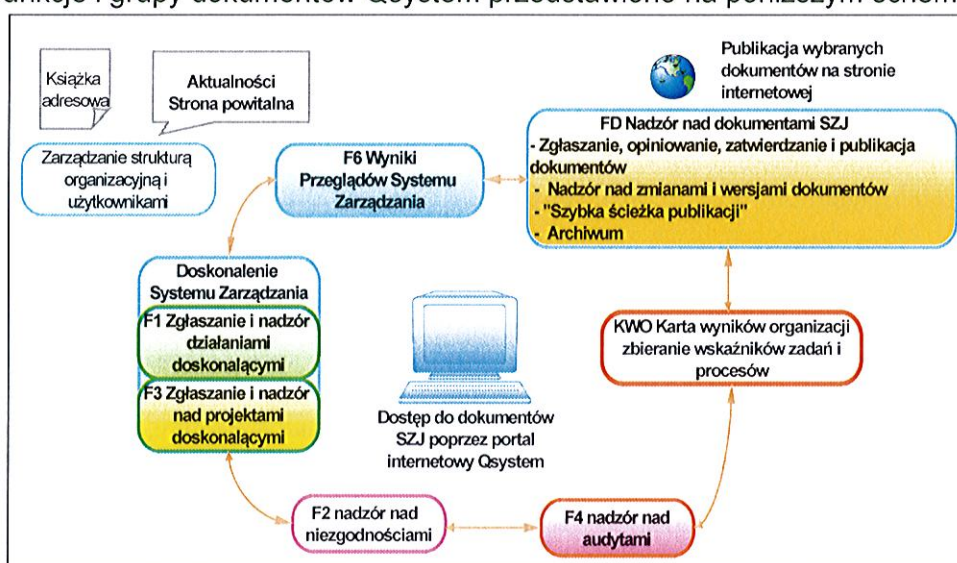 funkcje i grupy dokumentów Qsystem przedstawiono na poniższym
Książka
adresowa
Aktualności
Strona powitalna
Publikacja wybranych
dokumentów na stronie
internetowej
Zarządzanie strukturą
organizacyjną i
użytkownikami
F6 Wyniki
Przeglądów Systemu
Zarządzania
FD Nadzór nad dokumentami SZJ
- Zgłaszanie, opiniowanie, zatwierdzanie i publikacja
dokumentów
- Nadzór nad zmianami i wersjami dokumentów
- "Szybka ścieżka publikacji"
- Archiwum
Doskonalenie
Systemu Zarządzania
F1 Zgłaszanie i nadzór
działaniami
doskonalącymi
F3 Zgłaszanie i nadzór
nad projektami
doskonalącymi
Dostęp do dokumentów
SZJ poprzez portal
internetowy Qsystem
KWO Karta wyników organizacji
zbieranie wskaźników zadań i
procesów
F2 nadzór nad
niezgodnościami
F4 nadzór nad
audytami